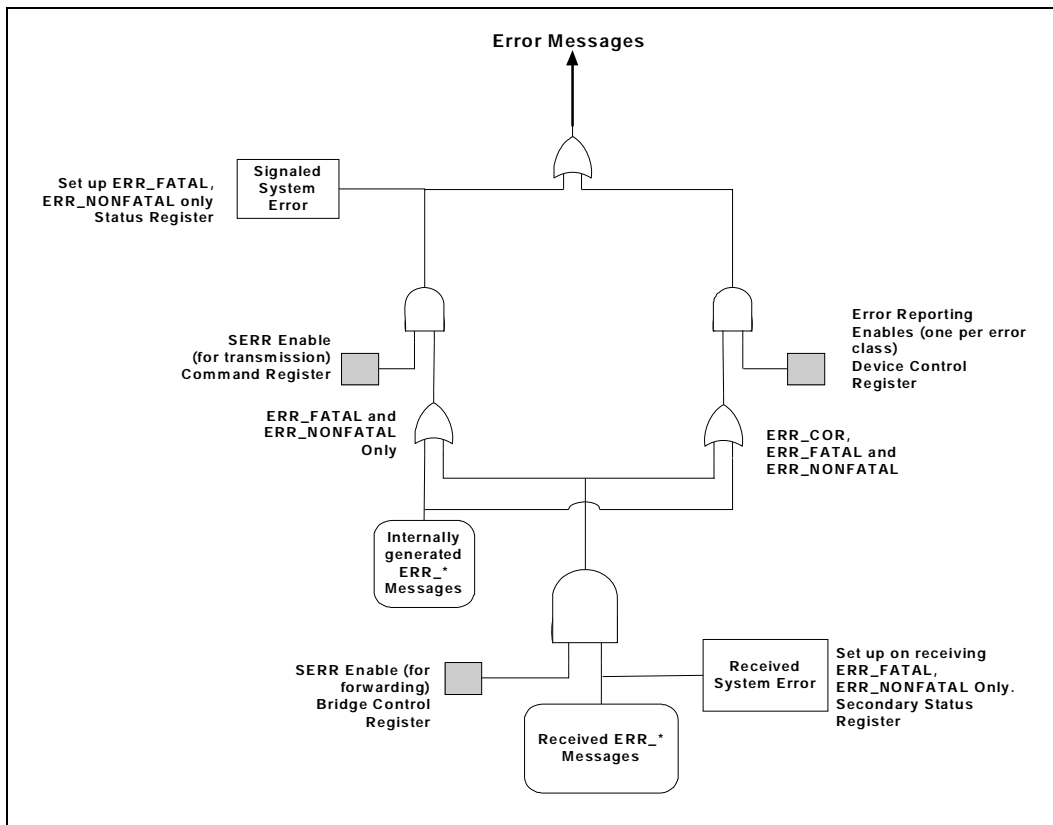 Error Messages
Signaled
System
Error
Set up ERR_FATAL,
ERR_NONFATAL only
Status Register
SERR Enable
(for transmission)
Command Register
Error Reporting
Enables (one per error
class)
Device Control
Register
ERR_FATAL and
ERR_NONFATAL
Only
ERR_COR,
ERR_FATAL and
ERR_NONFATAL
Internally
generated
ERR_*
Messages
SERR Enable (for
forwarding)
Bridge Control
Register
Received
System Error
Set up on receiving
ERR_FATAL,
ERR_NONFATAL Only.
Secondary Status
Register
Received ERR_*
Messages